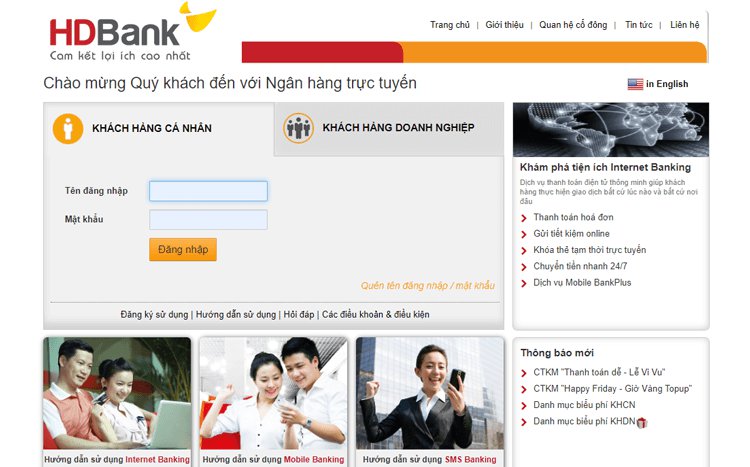 HDBank
Cam kết lợi ích cao nhất
Trang chủ | Giới thiệu | Quan hệ cổ đông | Tin tức | Liên hệ
Chào mừng Quý khách đến với Ngân hàng trực tuyến
in English
KHÁCH HÀNG CÁ NHÂN
KHÁCH HÀNG DOANH NGHIỆP
Tên đăng nhập
Mật khẩu
Đăng nhập
Quên tên đăng nhập / mật khẩu
Đăng ký sử dụng | Hướng dẫn sử dụng | Hỏi đáp | Các điều khoản & điều kiện
Khám phá tiện ích Internet Banking
Dịch vụ thanh toán điện tử thông minh giúp khách
hàng thực hiện giao dịch bất cứ lúc nào và bất cứ nơi
đâu
Thanh toán hoá đơn
Gửi tiết kiệm online
Khóa thẻ tạm thời trực tuyến
Chuyển tiền nhanh 24/7
Dịch vụ Mobile BankPlus
Hướng dẫn sử dụng Internet Banking
Hướng dẫn sử dụng Mobile Banking
Hướng dẫn sử dụng SMS Banking
Thông báo mới
CTKM "Thanh toán dễ - Lễ Vi Vu"
CTKM "Happy Friday - Giờ Vàng Topup"
Danh mục biểu phí KHCN
Danh mục biểu phí KHDN